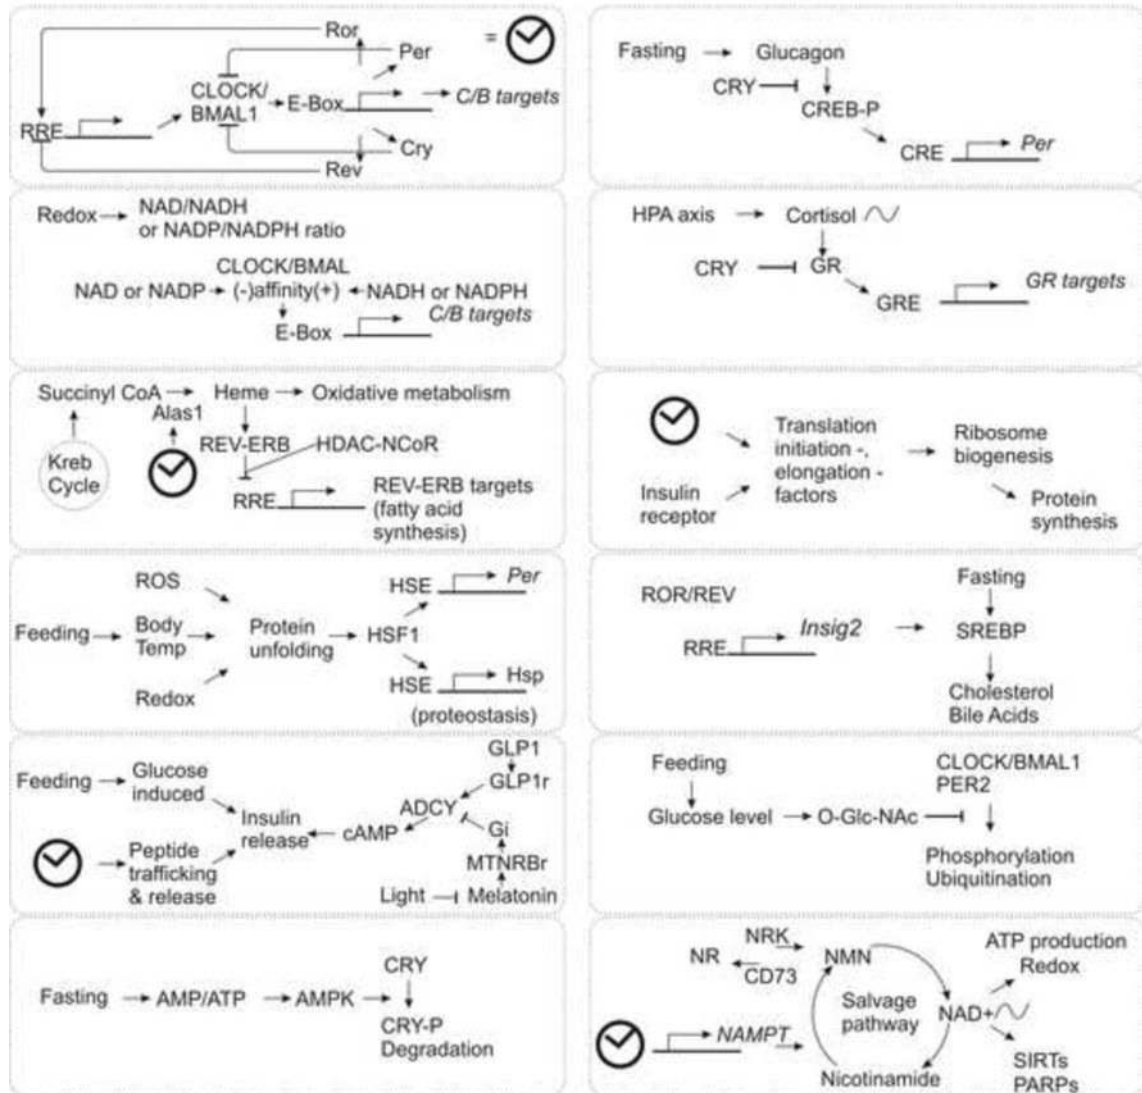 Ror
=
Per
CLOCK/
BMAL1
E-Box
C/B targets
RRE
Cry
Rev
Fasting
Glucagon
CRY
CREB-P
CRE
Per
Redox
NAD/NADH
or NADP/NADPH ratio
CLOCK/BMAL
NAD or NADP
(-)affinity(+)
NADH or NADPH
C/B targets
E-Box
HPA axis
Cortisol
CRY
GR
GR targets
GRE
Succinyl CoA
Heme
Oxidative metabolism
Alas1
REV-ERB
HDAC-NCoR
Kreb
Cycle
RRE
REV-ERB targets
(fatty acid
synthesis)
Translation
initiation -,
elongation -
factors
Ribosome
biogenesis
Insulin
receptor
Protein
synthesis
ROS
Feeding
Body
Temp
Redox
Protein
unfolding
HSF1
HSE
Per
HSE
Hsp
(proteostasis)
ROR/REV
RRE
Insig2
Fasting
SREBP
Cholesterol
Bile Acids
Feeding
Glucose
induced
Insulin
release
Peptide
trafficking
& release
cAMP
ADCY
GLP1
GLP1r
Gi
MTNRBr
Light
Melatonin
Feeding
Glucose level
O-Glc-NAc
CLOCK/BMAL1
PER2
Phosphorylation
Ubiquitination
Fasting
AMP/ATP
AMPK
CRY
CRY-P
Degradation
NRK
NR
CD73
NMN
ATP production
Redox
Salvage
pathway
NAD+
NAMPT
Nicotinamide
SIRTs
PARPs